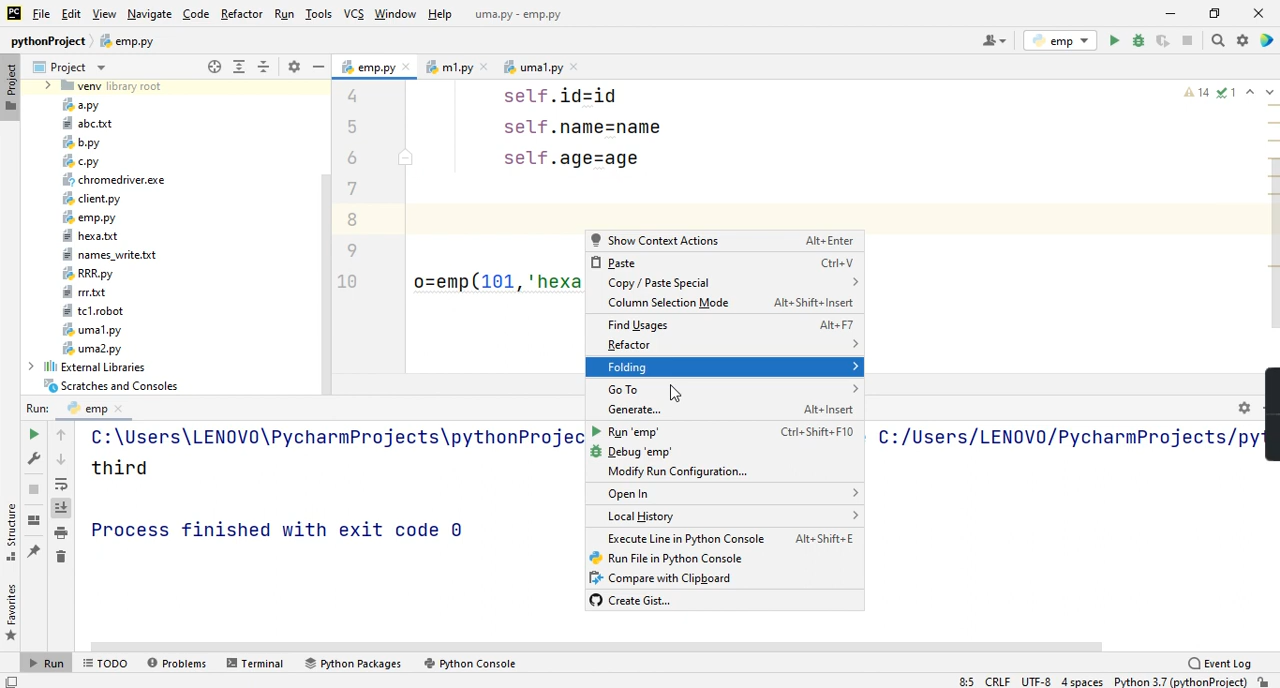 PC File Edit View Navigate Code Refactor Run Tools VCS Window Help uma.py - emp.py
pythonProject emp.py emp
Project emp.py m1.py uma1.py
Project
venv library root
a.py
abc.txt
b.py
c.py
chromedriver.exe
client.py
emp.py
hexa.txt
names_write.txt
RRR.py
rrr.txt
tc1.robot
uma1.py
uma2.py
External Libraries
Scratches and Consoles
4 self.id=id
5 self.name=name
6 self.age=age
7
8
9
10 o=emp(101,'hexa
14 1
Show Context Actions Alt+Enter
Paste Ctrl+V
Copy / Paste Special
Column Selection Mode Alt+Shift+Insert
Find Usages Alt+F7
Refactor
Folding
Go To
Generate... Alt+Insert
Run 'emp' Ctrl+Shift+F10
Debug 'emp'
Modify Run Configuration...
Open In
Local History
Execute Line in Python Console Alt+Shift+E
Run File in Python Console
Compare with Clipboard
Create Gist...
Run: emp
C:\Users\LENOVO\PycharmProjects\pythonProjec C:/Users/LENOVO/PycharmProjects/pyt
third
Process finished with exit code 0
Structure
Favorites
Run TODO Problems Terminal Python Packages Python Console Event Log
8:5 CRLF UTF-8 4 spaces Python 3.7 (pythonProject)